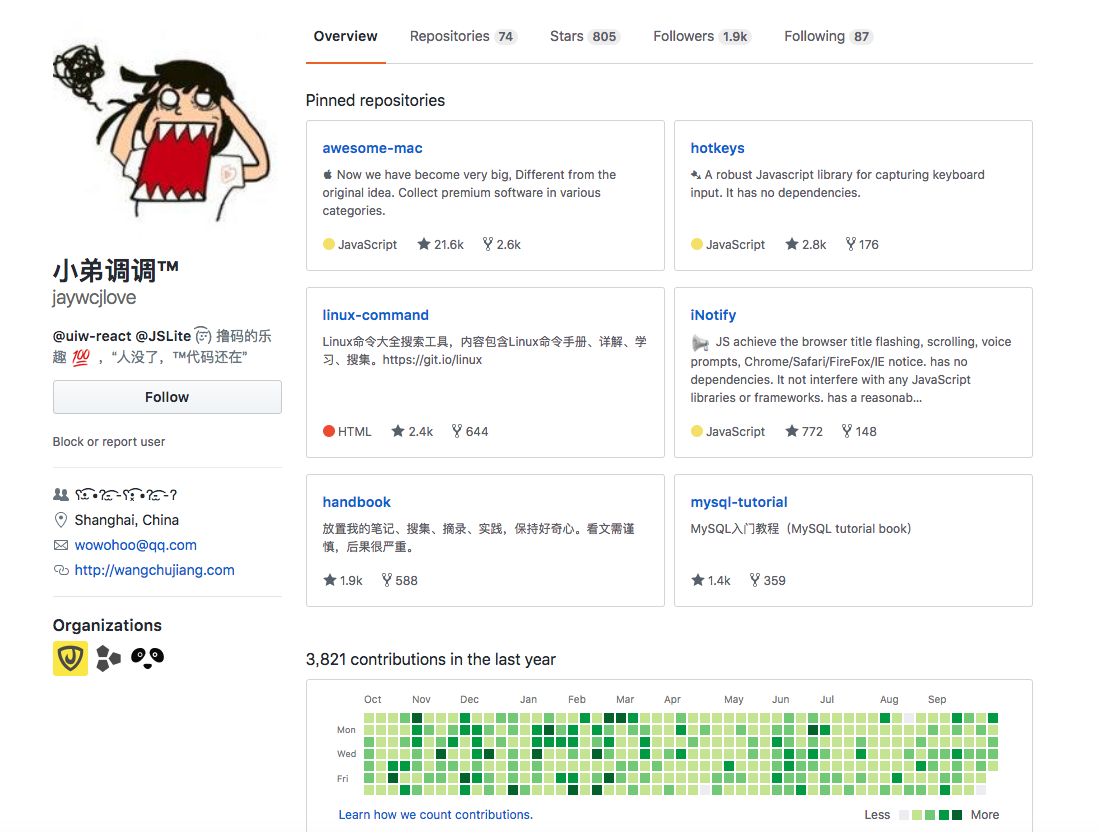 Overview Repositories 74 Stars 805 Followers 1.9k Following 87
小弟调调™
jaywcjlove
@uiw-react @JSLite 撸码的乐
趣 💯 ，“人没了，™代码还在”
Follow
Block or report user
Shanghai, China
wowohoo@qq.com
http://wangchujiang.com
Organizations
Pinned repositories
awesome-mac
Now we have become very big, Different from the
original idea. Collect premium software in various
categories.
JavaScript 21.6k 2.6k
hotkeys
A robust Javascript library for capturing keyboard
input. It has no dependencies.
JavaScript 2.8k 176
linux-command
Linux命令大全搜索工具，内容包含Linux命令手册、详解、学
习、搜集。https://git.io/linux
HTML 2.4k 644
iNotify
JS achieve the browser title flashing, scrolling, voice
prompts, Chrome/Safari/FireFox/IE notice. has no
dependencies. It not interfere with any JavaScript
libraries or frameworks. has a reasonab...
JavaScript 772 148
handbook
放置我的笔记、搜集、摘录、实践，保持好奇心。看文需谨
慎，后果很严重。
1.9k 588
mysql-tutorial
MySQL入门教程（MySQL tutorial book）
1.4k 359
3,821 contributions in the last year
Oct Nov Dec Jan Feb Mar Apr May Jun Jul Aug Sep
Mon
Wed
Fri
Learn how we count contributions.
Less More